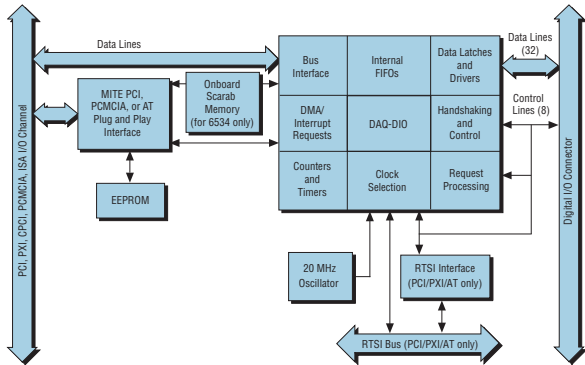 Data Lines
Data Lines
(32)
Bus
Interface
Internal
FIFOs
Data Latches
and
Drivers
MITE PCI,
PCMCIA, or AT
Plug and Play
Interface
Onboard
Scarab
Memory
(for 6534 only)
DMA/
Interrupt
Requests
DAQ-DIO
Handshaking
and
Control
Control
Lines (8)
Counters
and
Timers
Clock
Selection
Request
Processing
EEPROM
PCI, PXI, CPCI, PCMCIA, ISA I/O Channel
Digital I/O Connector
20 MHz
Oscillator
RTSI Interface
(PCI/PXI/AT only)
RTSI Bus (PCI/PXI/AT only)